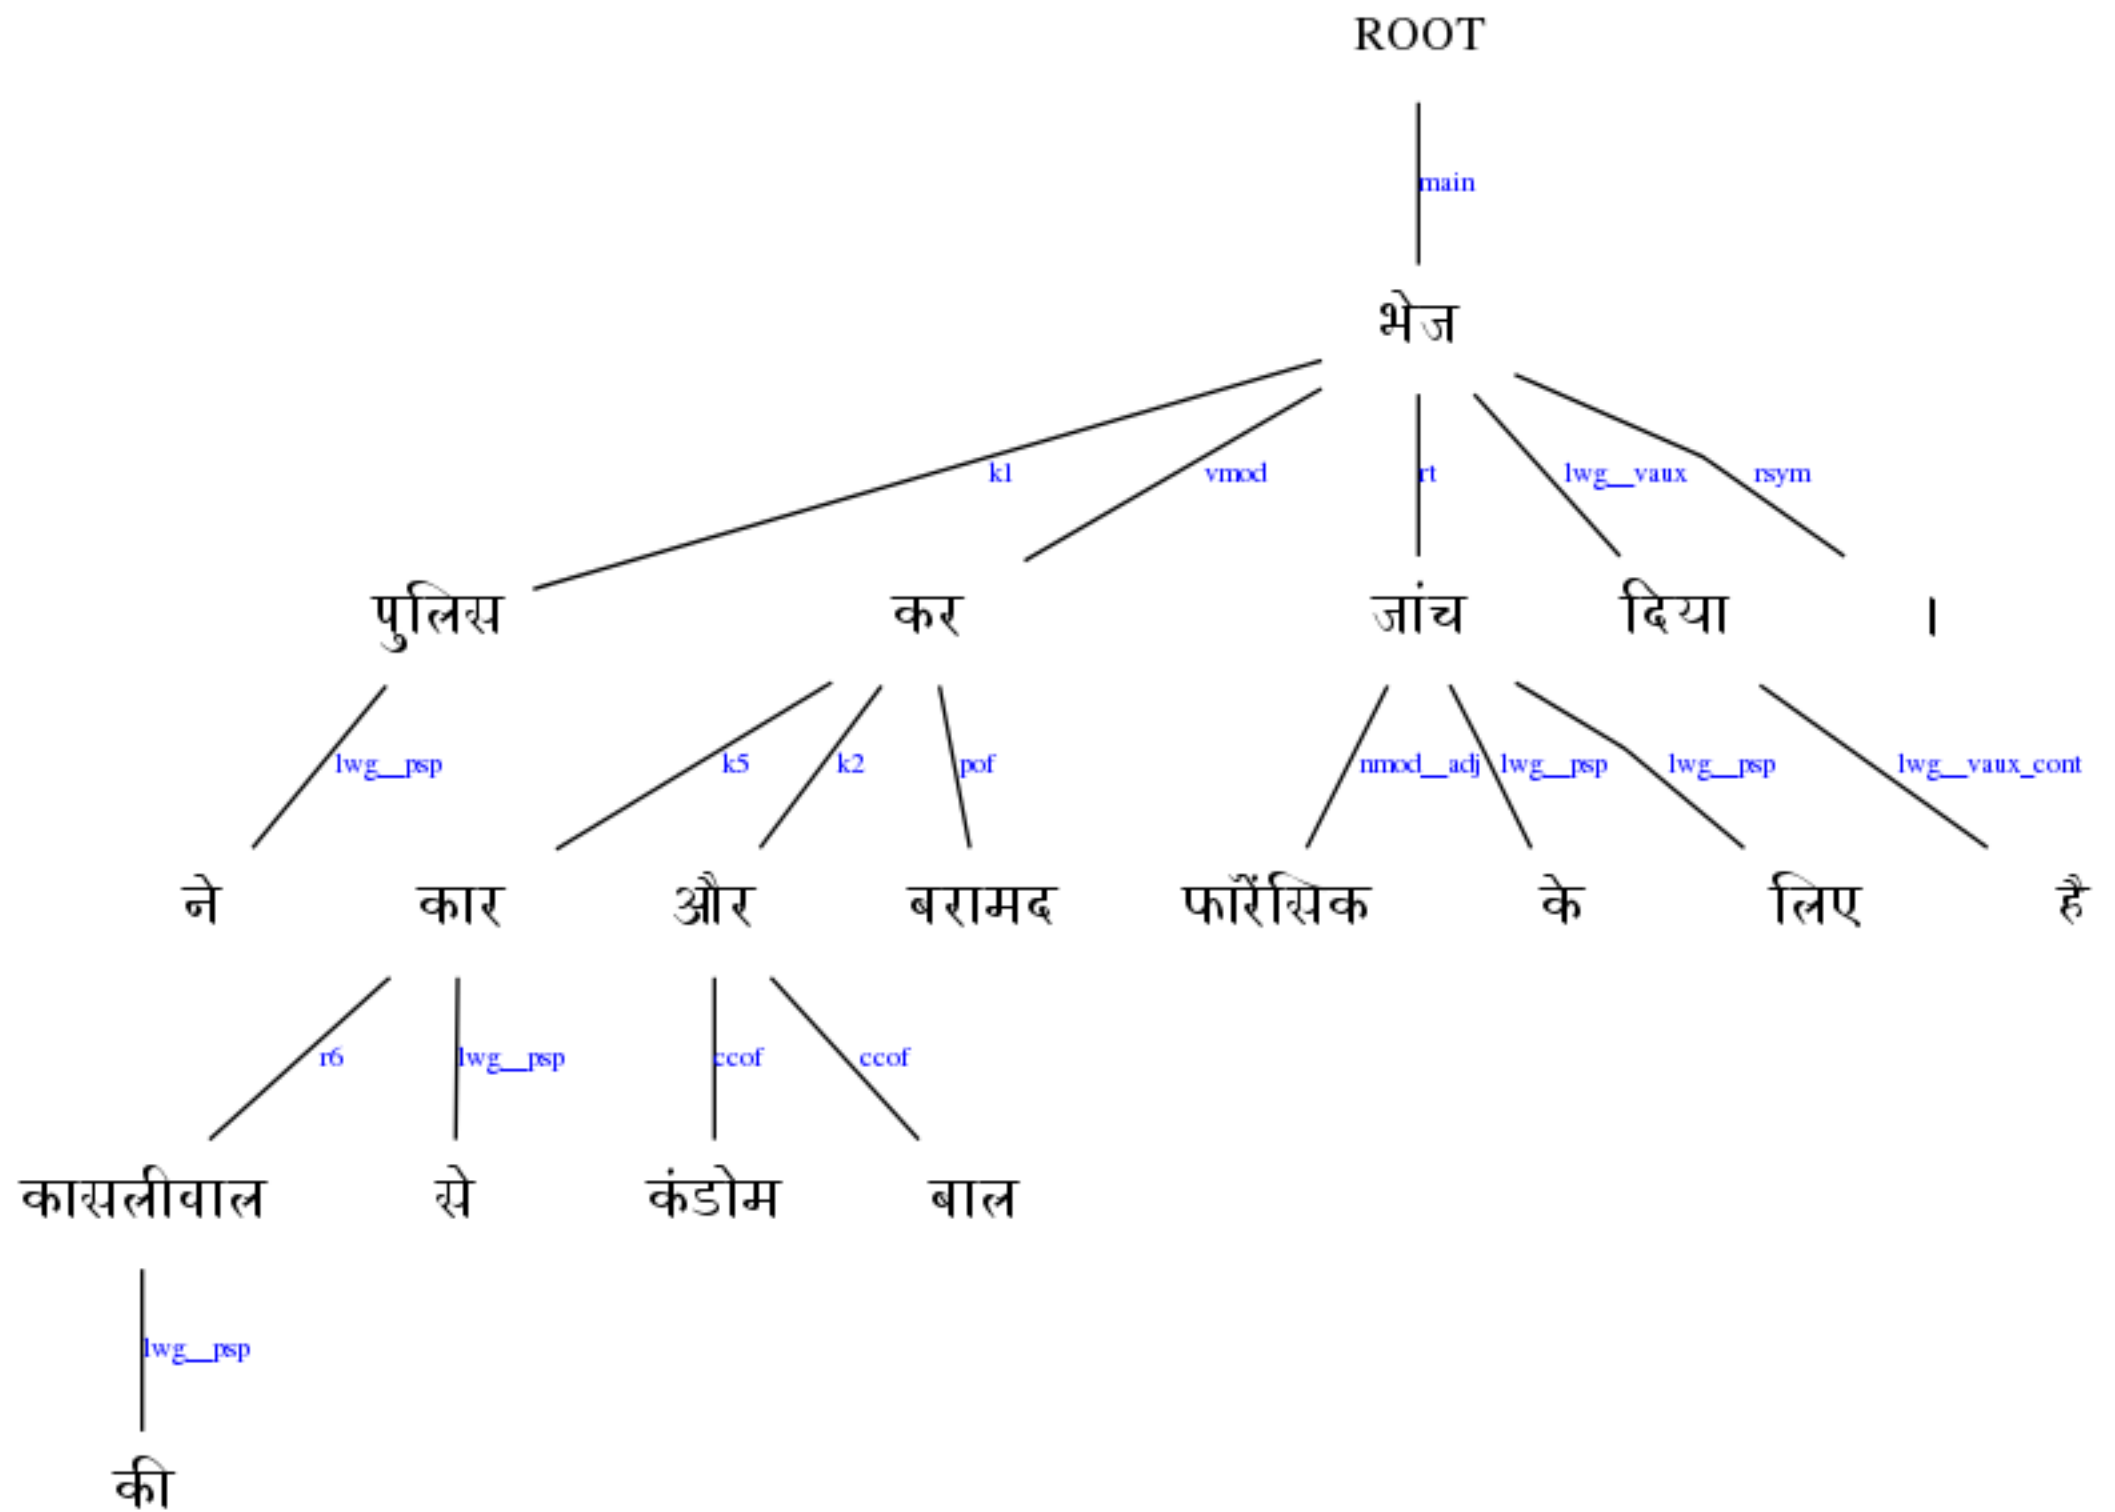 ROOT
main
भेज
k1 vmod rt lwg__vaux rsym
पुलिस कर जांच दिया ।
lwg__psp k5 k2 pof nmod__adj lwg__psp lwg__psp lwg__vaux_cont
ने कार और बरामद फॉरेंसिक के लिए है
r6 lwg__psp ccof ccof
कासलीवाल से कंडोम बाल
lwg__psp
की